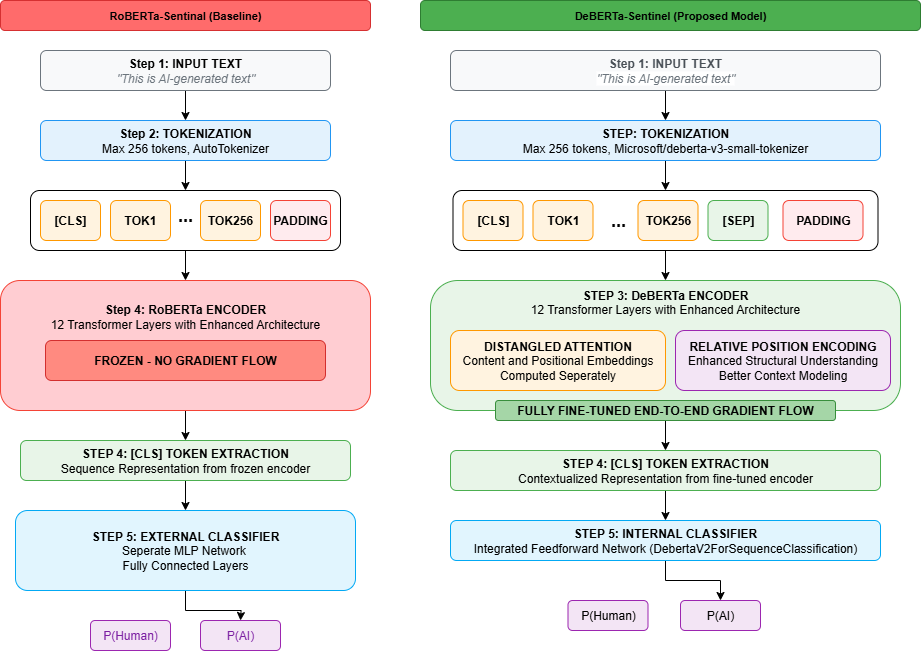 RoBERTa-Sentinal (Baseline)
Step 1: INPUT TEXT
"This is AI-generated text"
Step 2: TOKENIZATION
Max 256 tokens, AutoTokenizer
[CLS] TOK1 ... TOK256 PADDING
Step 4: RoBERTa ENCODER
12 Transformer Layers with Enhanced Architecture
FROZEN - NO GRADIENT FLOW
STEP 4: [CLS] TOKEN EXTRACTION
Sequence Representation from frozen encoder
STEP 5: EXTERNAL CLASSIFIER
Seperate MLP Network
Fully Connected Layers
P(Human) P(AI)
DeBERTa-Sentinel (Proposed Model)
Step 1: INPUT TEXT
"This is AI-generated text"
STEP: TOKENIZATION
Max 256 tokens, Microsoft/deberta-v3-small-tokenizer
[CLS] TOK1 ... TOK256 [SEP] PADDING
STEP 3: DeBERTa ENCODER
12 Transformer Layers with Enhanced Architecture
DISTANGLED ATTENTION
Content and Positional Embeddings
Computed Seperately
RELATIVE POSITION ENCODING
Enhanced Structural Understanding
Better Context Modeling
FULLY FINE-TUNED END-TO-END GRADIENT FLOW
STEP 4: [CLS] TOKEN EXTRACTION
Contextualized Representation from fine-tuned encoder
STEP 5: INTERNAL CLASSIFIER
Integrated Feedforward Network (DebertaV2ForSequenceClassification)
P(Human) P(AI)